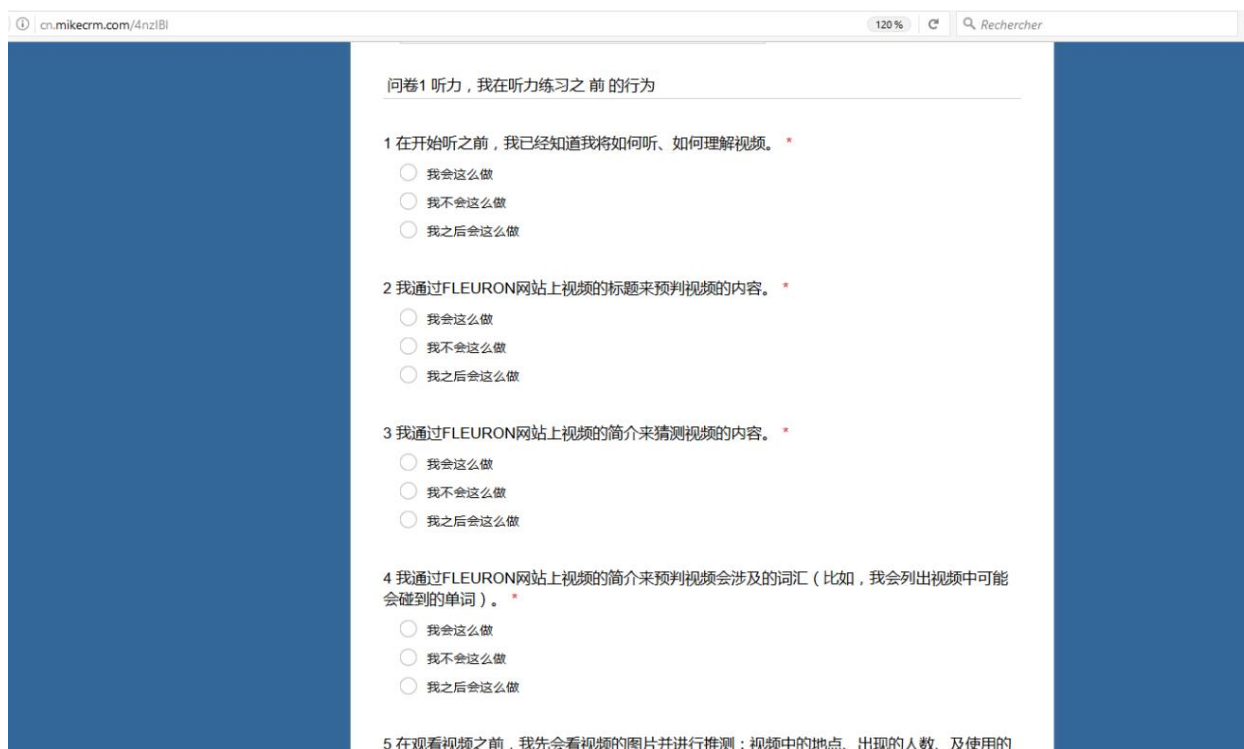 cn.mikecrm.com/4nzlBI
120 %
Rechercher
问卷1 听力，我在听力练习之 前 的行为
1 在开始听之前，我已经知道我将如何听、如何理解视频。 *
我会这么做
我不会这么做
我之后会这么做
2 我通过FLEURON网站上视频的标题来预判视频的内容。 *
我会这么做
我不会这么做
我之后会这么做
3 我通过FLEURON网站上视频的简介来猜测视频的内容。 *
我会这么做
我不会这么做
我之后会这么做
4 我通过FLEURON网站上视频的简介来预判视频会涉及的词汇（比如，我会列出视频中可能
会碰到的单词）。 *
我会这么做
我不会这么做
我之后会这么做
5 在观看视频之前，我先会看视频的图片并进行推测：视频中的地点、出现的人数、及使用的